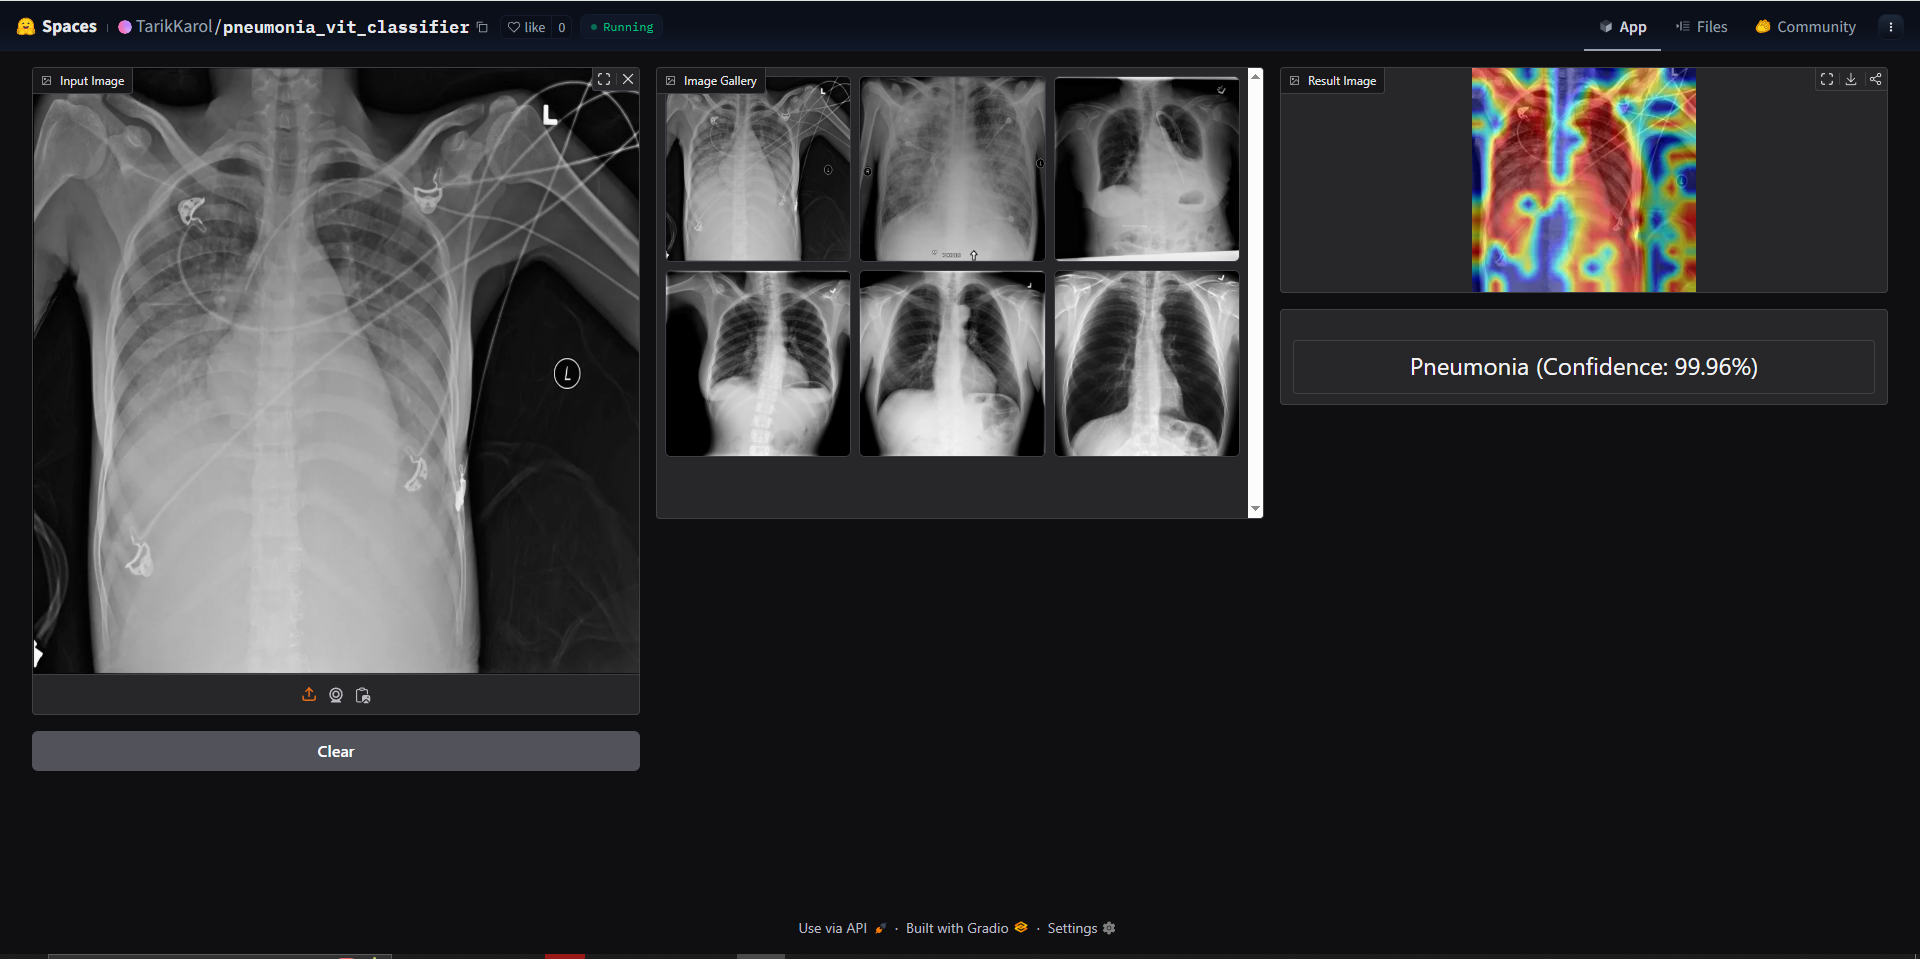 Spaces TarikKarol/pneumonia_vit_classifier like 0 Running App Files Community
Input Image
Image Gallery
Result Image
L
L
Pneumonia (Confidence: 99.96%)
Clear
Use via API · Built with Gradio · Settings